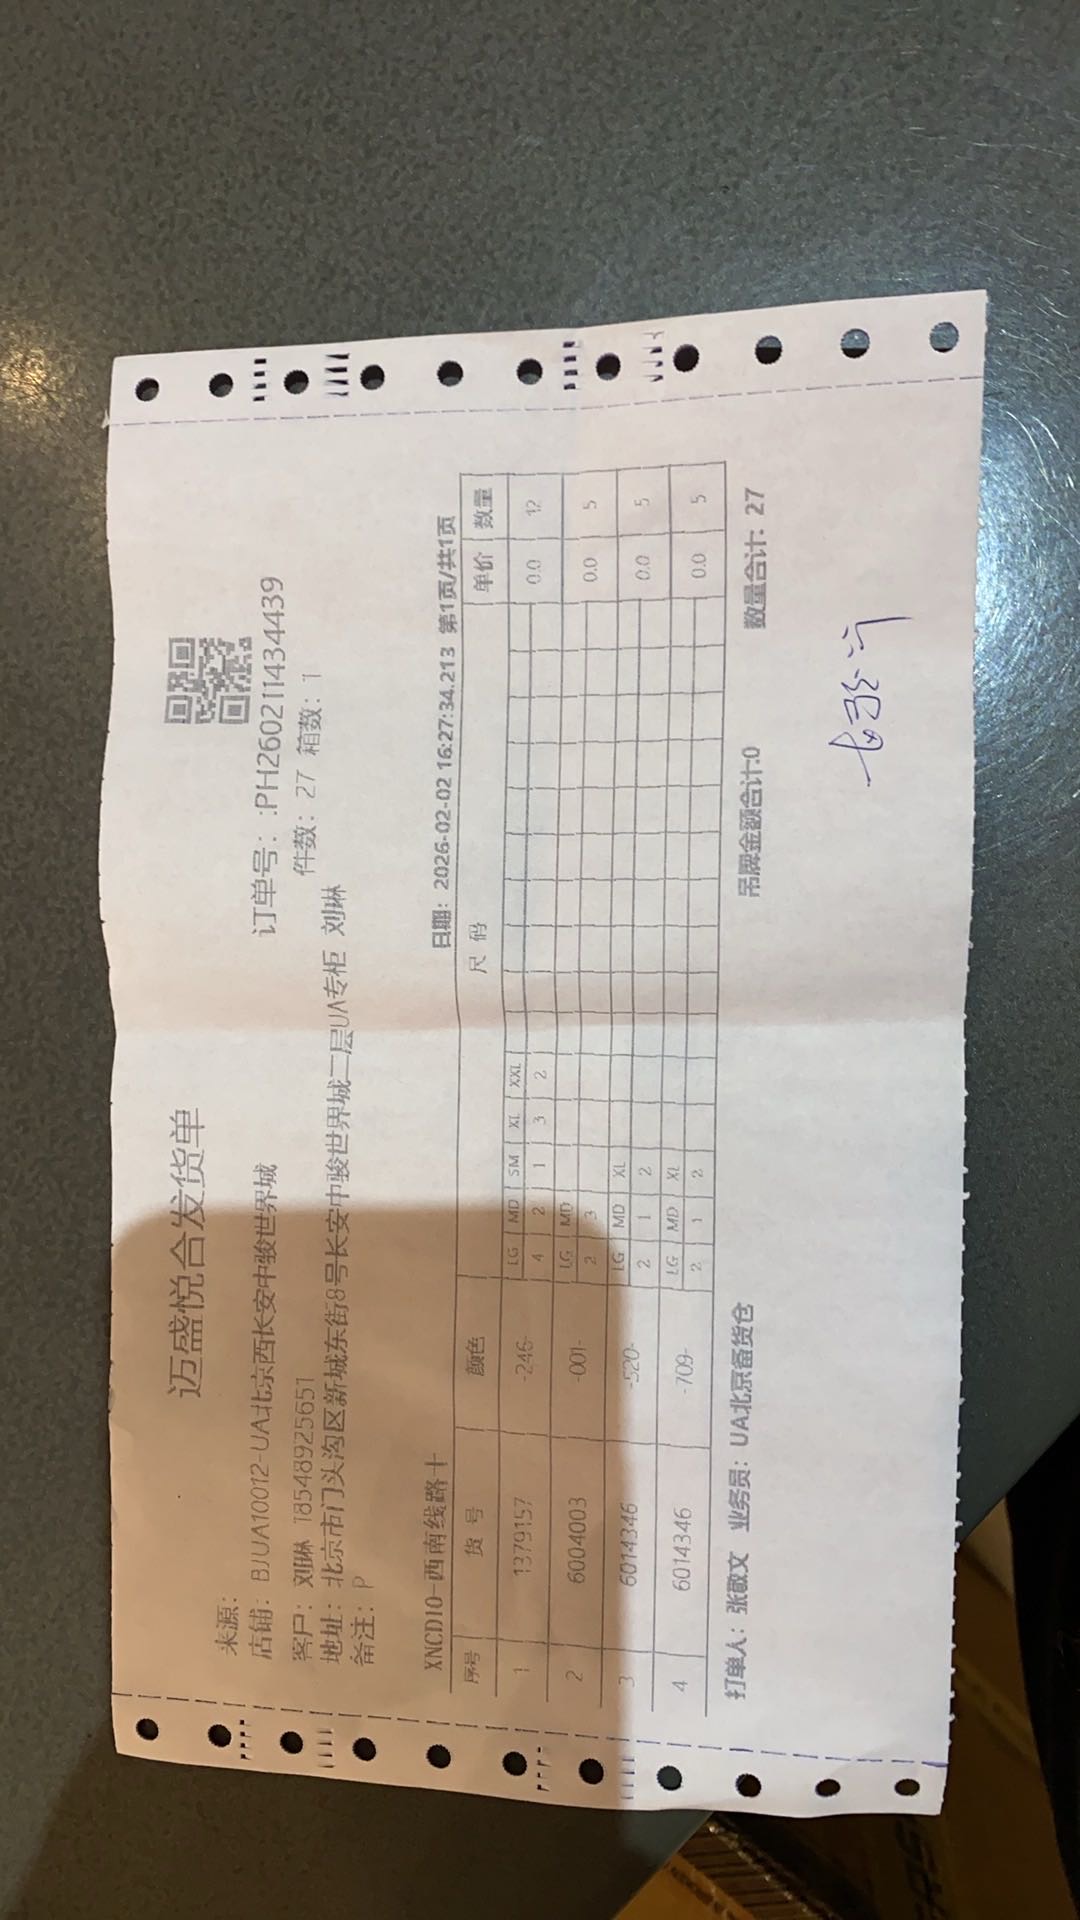 迈盛悦合发货单
来源：
店铺：BJUA10012-UA北京西长安中骏世界城 订单号：:PH260211434439
客户：刘琳 18548925651 件数：27 箱数：1
地址：北京市门头沟区新城东街8号长安中骏世界城二层UA专柜 刘琳
备注：P
XNCD10-西南线路十 日期：2026-02-02 16:27:34.213 第1页/共1页
序号 货号 颜色 尺码 单价 数量
LG MD SM XL XXL
1 1379157 -246- 4 2 1 3 2 0.0 12
LG MD
2 6004003 -001- 2 3 0.0 5
LG MD XL
3 6014346 -520- 2 1 2 0.0 5
LG MD XL
4 6014346 -709- 2 1 2 0.0 5
打单人：张敬文 业务员：UA北京备货仓 吊牌金额合计:0 数量合计：27